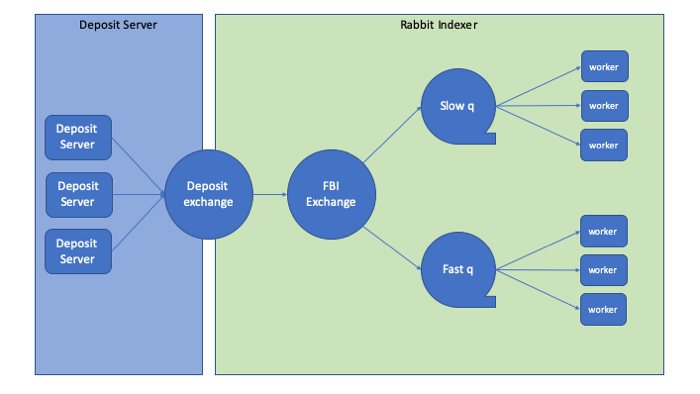 Deposit Server
Rabbit Indexer
Deposit
Server
Deposit
Server
Deposit
Server
Deposit
exchange
FBI
Exchange
Slow q
Fast q
worker
worker
worker
worker
worker
worker